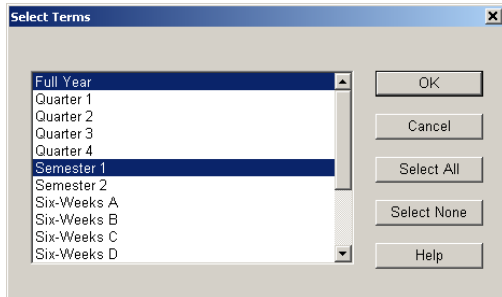 Select Terms
Full Year
Quarter 1
Quarter 2
Quarter 3
Quarter 4
Semester 1
Semester 2
Six-Weeks A
Six-Weeks B
Six-Weeks C
Six-Weeks D
OK
Cancel
Select All
Select None
Help